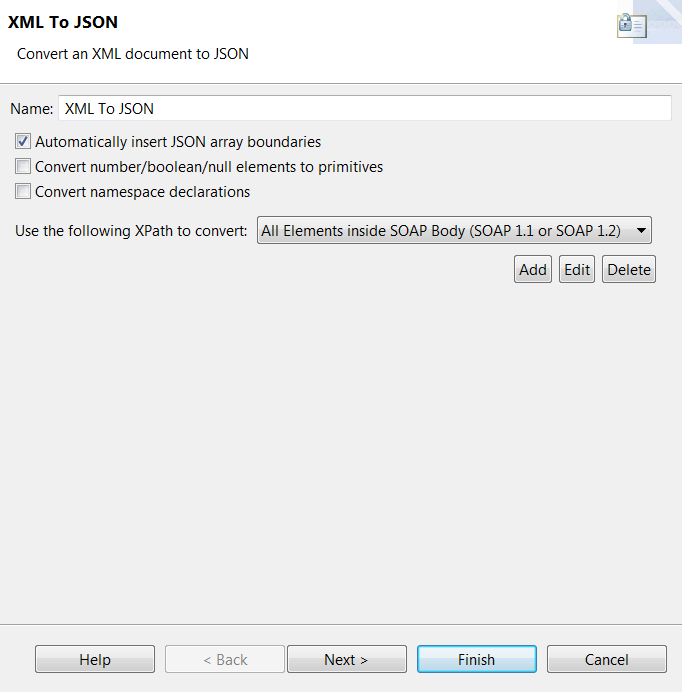 XML To JSON
Convert an XML document to JSON
Name: XML To JSON
Automatically insert JSON array boundaries
Convert number/boolean/null elements to primitives
Convert namespace declarations
Use the following XPath to convert: All Elements inside SOAP Body (SOAP 1.1 or SOAP 1.2)
Add Edit Delete
Help < Back Next > Finish Cancel